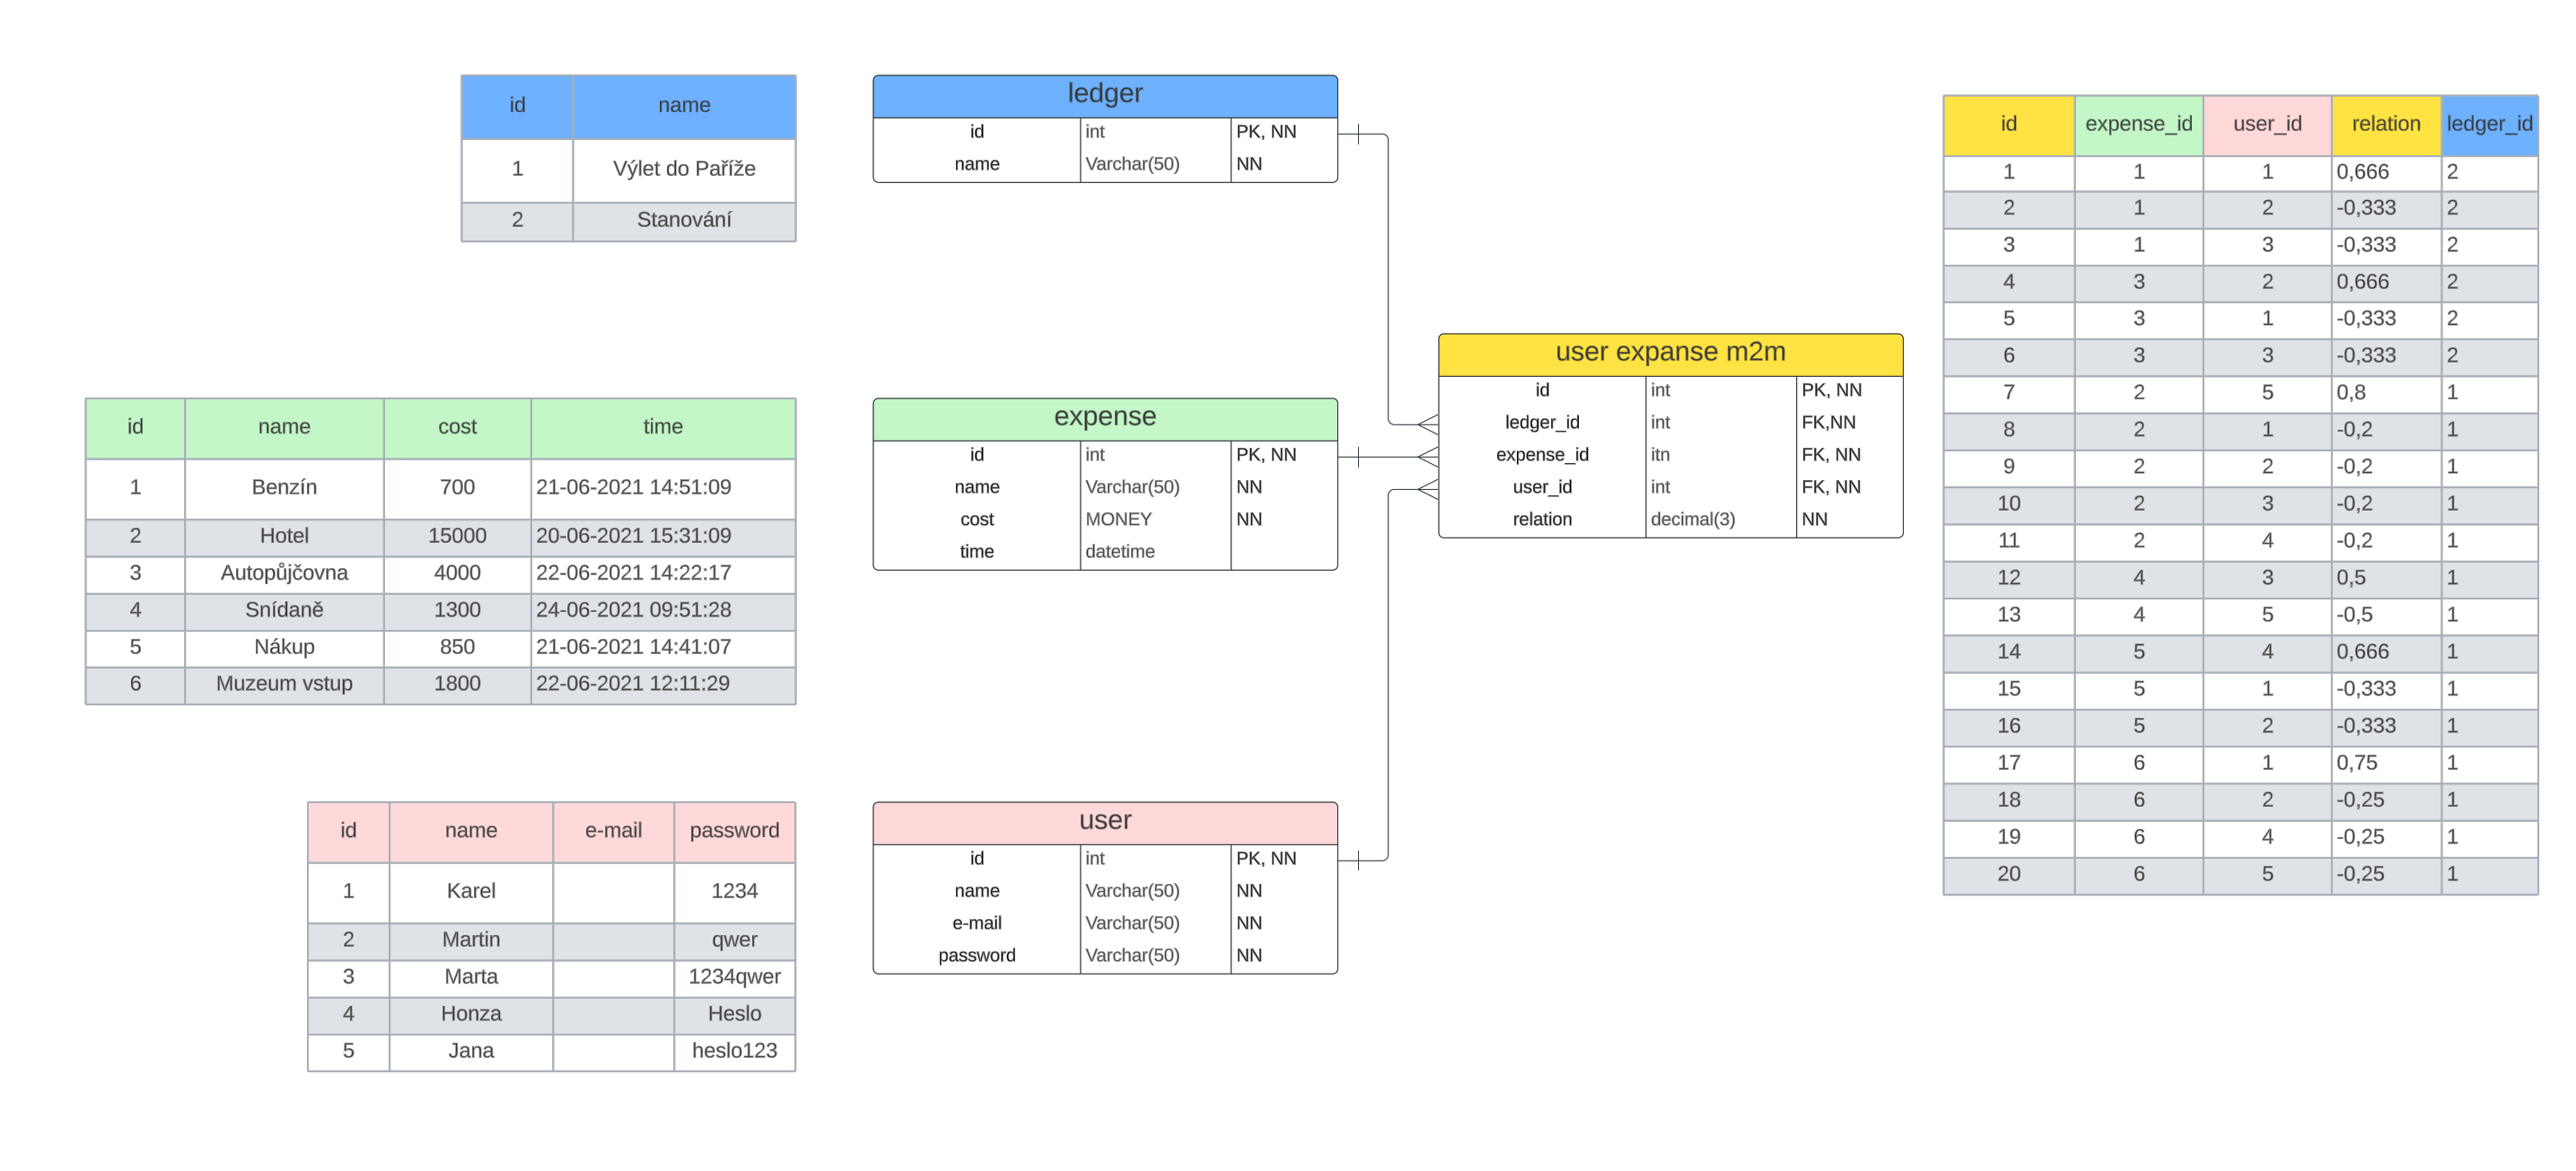 id name
1 Výlet do Paříže
2 Stanování
id name cost time
1 Benzín 700 21-06-2021 14:51:09
2 Hotel 15000 20-06-2021 15:31:09
3 Autopůjčovna 4000 22-06-2021 14:22:17
4 Snídaně 1300 24-06-2021 09:51:28
5 Nákup 850 21-06-2021 14:41:07
6 Muzeum vstup 1800 22-06-2021 12:11:29
id name e-mail password
1 Karel 1234
2 Martin qwer
3 Marta 1234qwer
4 Honza Heslo
5 Jana heslo123
ledger
id int PK, NN
name Varchar(50) NN
expense
id int PK, NN
name Varchar(50) NN
cost MONEY NN
time datetime
user
id int PK, NN
name Varchar(50) NN
e-mail Varchar(50) NN
password Varchar(50) NN
user expanse m2m
id int PK, NN
ledger_id int FK,NN
expense_id itn FK, NN
user_id int FK, NN
relation decimal(3) NN
id expense_id user_id relation ledger_id
1 1 1 0,666 2
2 1 2 -0,333 2
3 1 3 -0,333 2
4 3 2 0,666 2
5 3 1 -0,333 2
6 3 3 -0,333 2
7 2 5 0,8 1
8 2 1 -0,2 1
9 2 2 -0,2 1
10 2 3 -0,2 1
11 2 4 -0,2 1
12 4 3 0,5 1
13 4 5 -0,5 1
14 5 4 0,666 1
15 5 1 -0,333 1
16 5 2 -0,333 1
17 6 1 0,75 1
18 6 2 -0,25 1
19 6 4 -0,25 1
20 6 5 -0,25 1